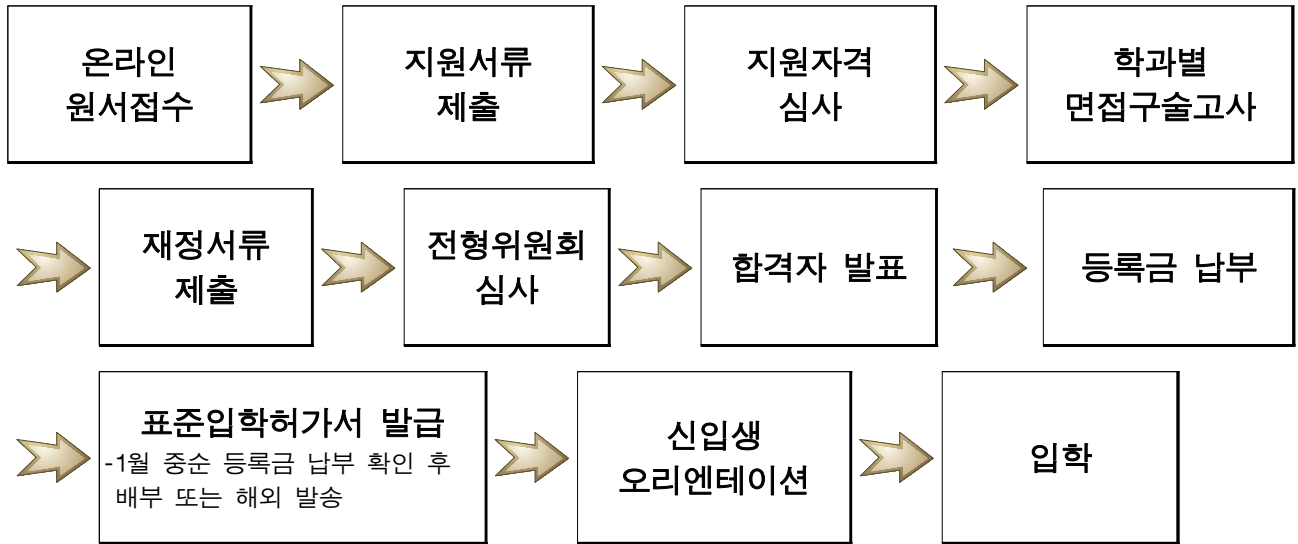 온라인
원서접수
지원서류
제출
지원자격
심사
학과별
면접구술고사
재정서류
제출
전형위원회
심사
합격자 발표
등록금 납부
표준입학허가서 발급
-1월 중순 등록금 납부 확인 후
배부 또는 해외 발송
신입생
오리엔테이션
입학